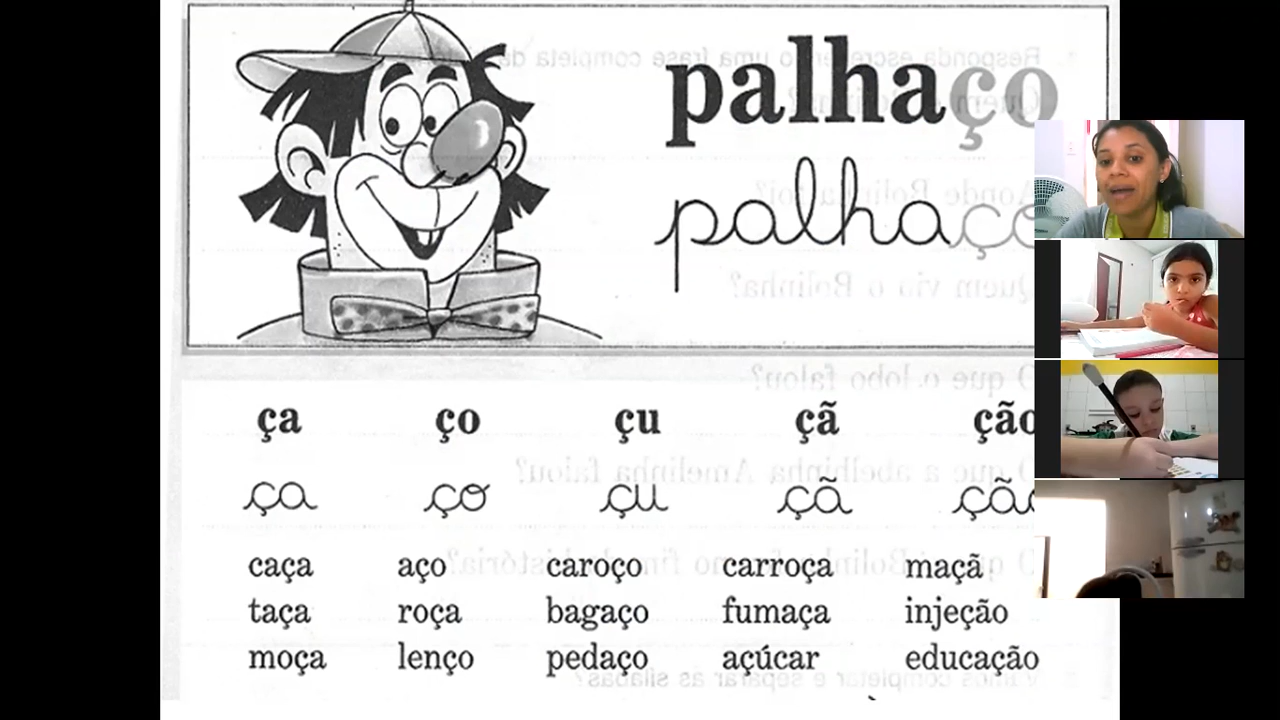 palhaço
palhaço
ça ço çu çã ção
ça ço çu çã ção
caça aço caroço carroça maçã
taça roça bagaço fumaça injeção
moça lenço pedaço açúcar educação